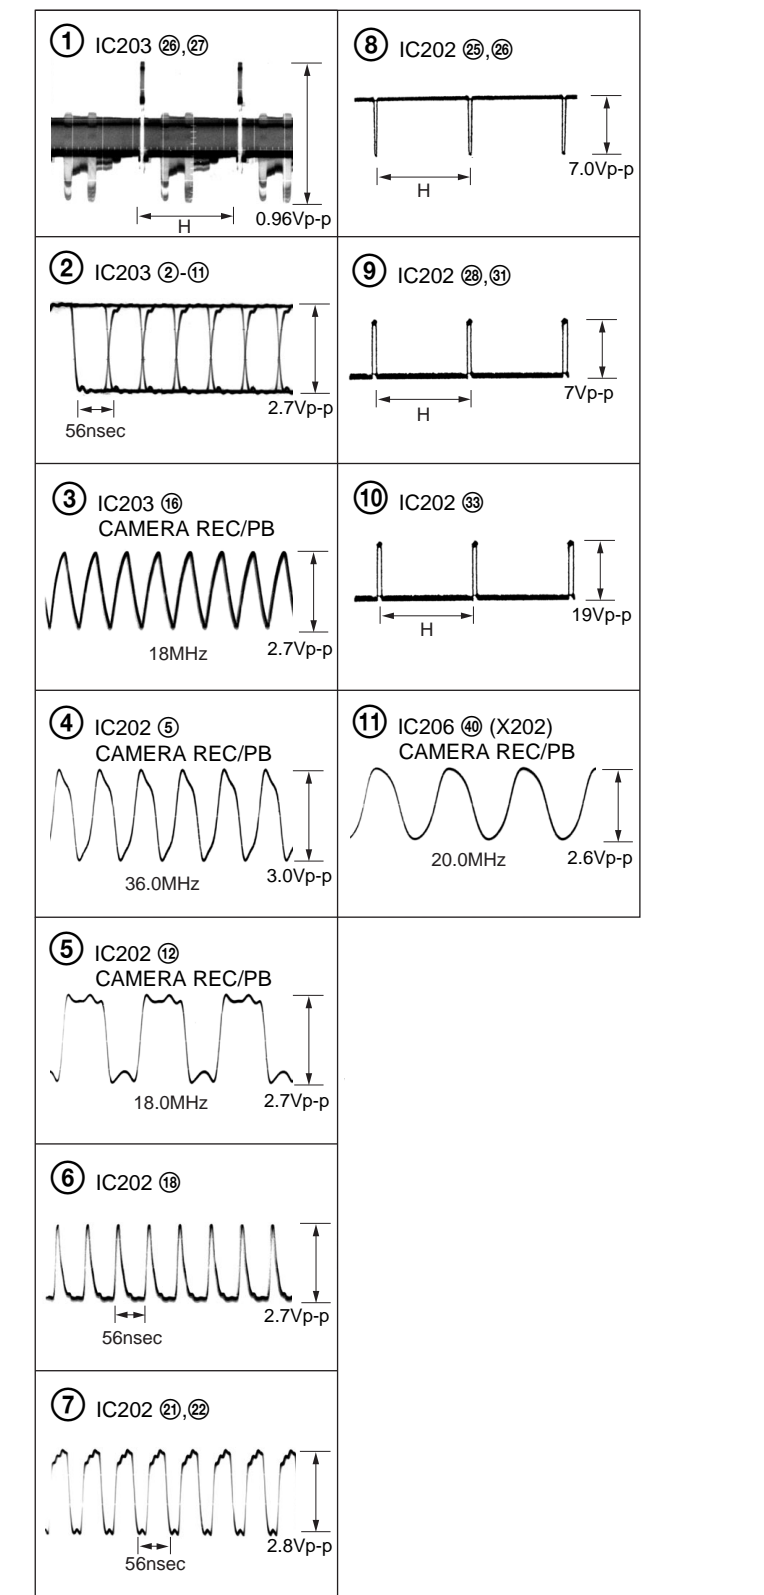 ① IC203 ㉖,㉗
H
0.96Vp-p
② IC203 ②-⑪
2.7Vp-p
56nsec
③ IC203 ⑯
CAMERA REC/PB
18MHz
2.7Vp-p
④ IC202 ⑤
CAMERA REC/PB
36.0MHz
3.0Vp-p
⑤ IC202 ⑫
CAMERA REC/PB
18.0MHz
2.7Vp-p
⑥ IC202 ⑱
2.7Vp-p
56nsec
⑦ IC202 ㉑,㉒
2.8Vp-p
56nsec
⑧ IC202 ㉕,㉖
7.0Vp-p
H
⑨ IC202 ㉘,㉛
7Vp-p
H
⑩ IC202 ㉝
19Vp-p
H
⑪ IC206 ㊵ (X202)
CAMERA REC/PB
20.0MHz
2.6Vp-p